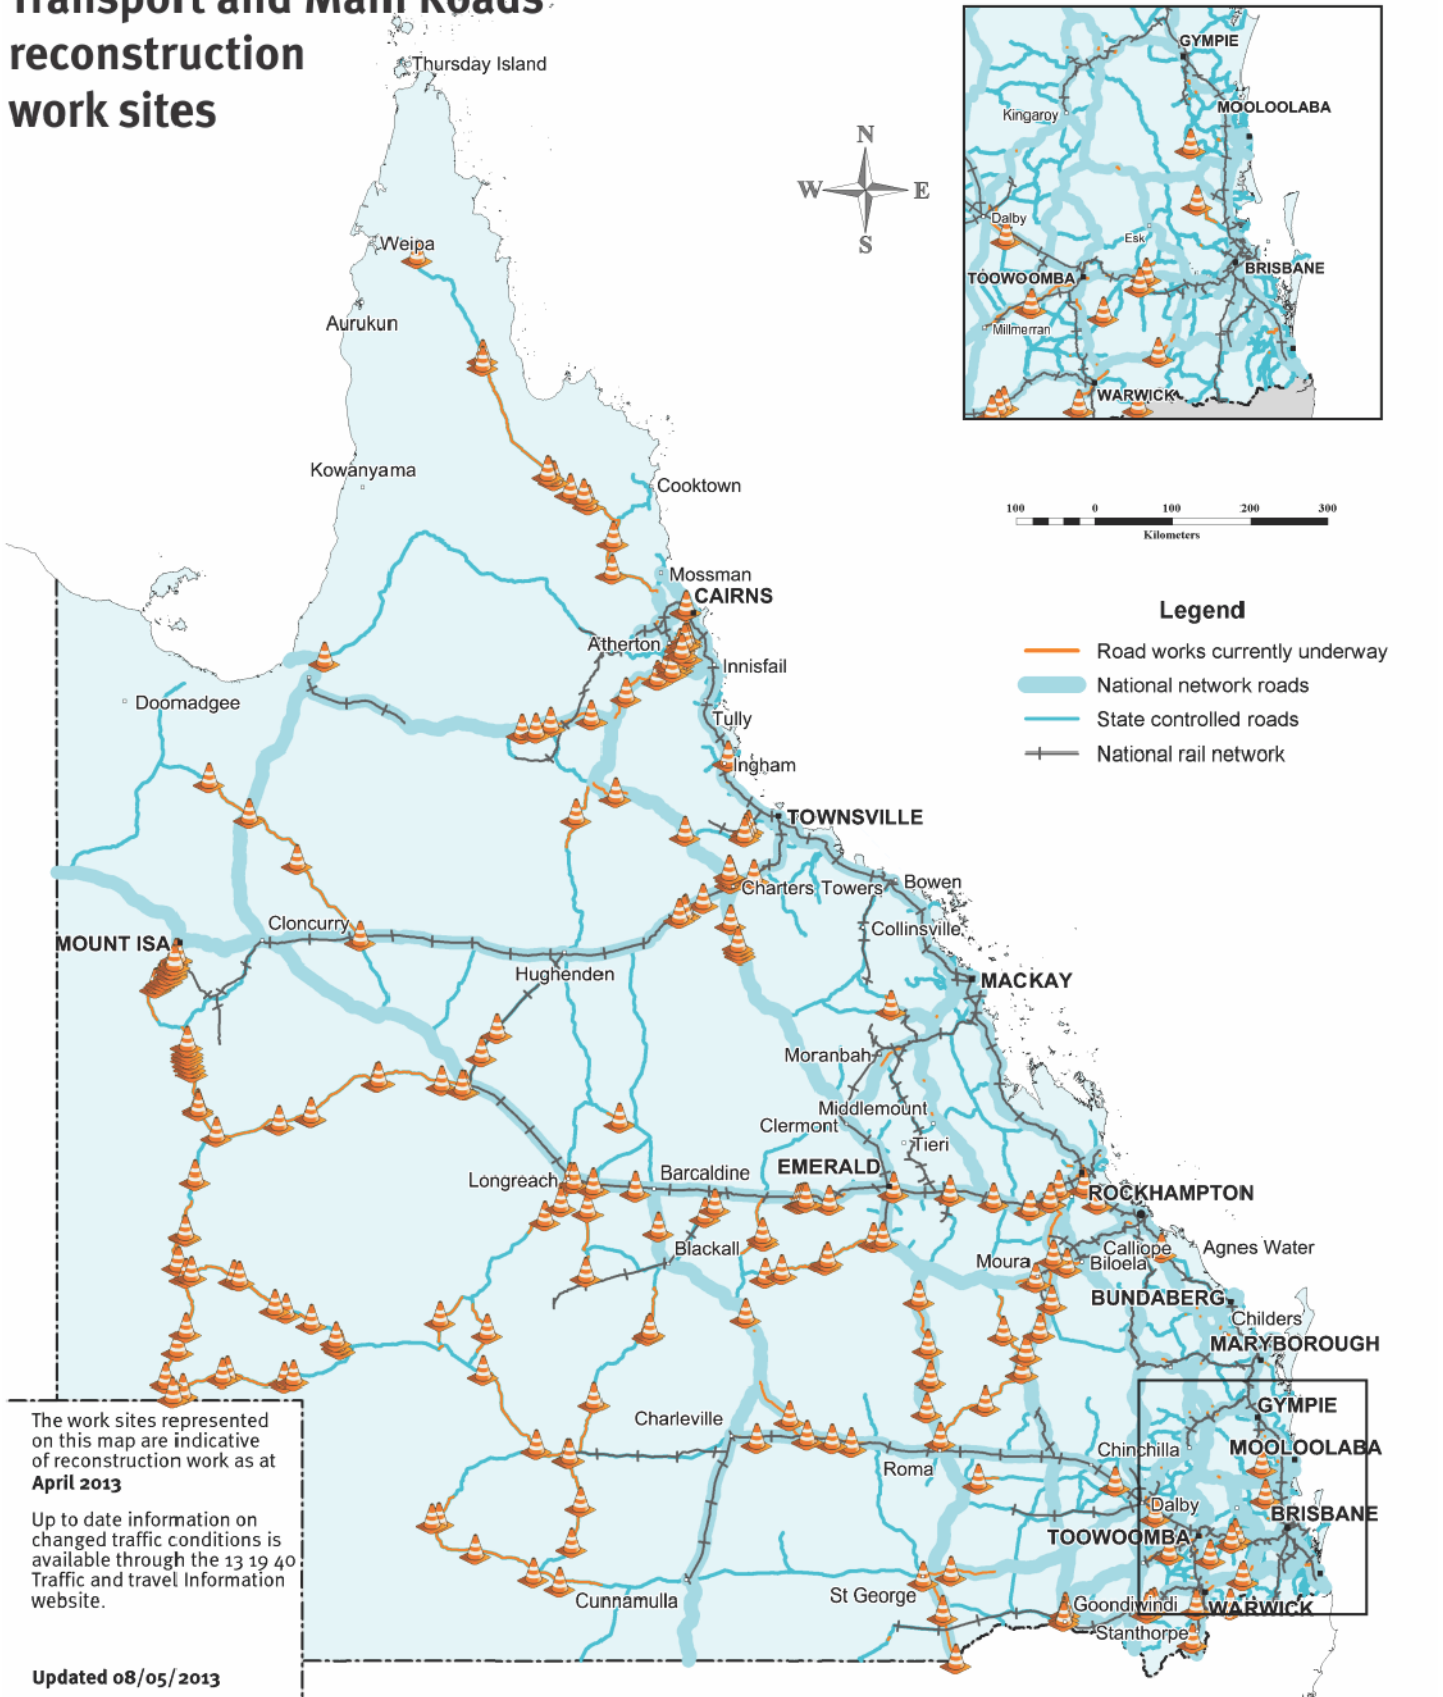 Transport and Main Roads
reconstruction
work sites
Thursday Island
Weipa
Aurukun
Kowanyama
Cooktown
Mossman
CAIRNS
Atherton
Innisfail
Doomadgee
Tully
Ingham
TOWNSVILLE
Charters Towers
Bowen
Collinsville
Cloncurry
MOUNT ISA
Hughenden
MACKAY
Moranbah
Middlemount
Clermont
Tieri
EMERALD
Longreach
Barcaldine
ROCKHAMPTON
Blackall
Moura
Calliope
Biloela
Agnes Water
BUNDABERG
Childers
MARYBOROUGH
GYMPIE
Charleville
Chinchilla
MOOLOOLABA
Roma
Dalby
BRISBANE
TOOWOOMBA
Cunnamulla
St George
Goondiwindi
WARWICK
Stanthorpe
N
W
E
S
GYMPIE
MOOLOOLABA
Kingaroy
Dalby
Esk
TOOWOOMBA
BRISBANE
Millmerran
WARWICK
100 0 100 200 300
Kilometers
Legend
Road works currently underway
National network roads
State controlled roads
National rail network
The work sites represented
on this map are indicative
of reconstruction work as at
April 2013
Up to date information on
changed traffic conditions is
available through the 13 19 40
Traffic and travel Information
website.
Updated 08/05/2013